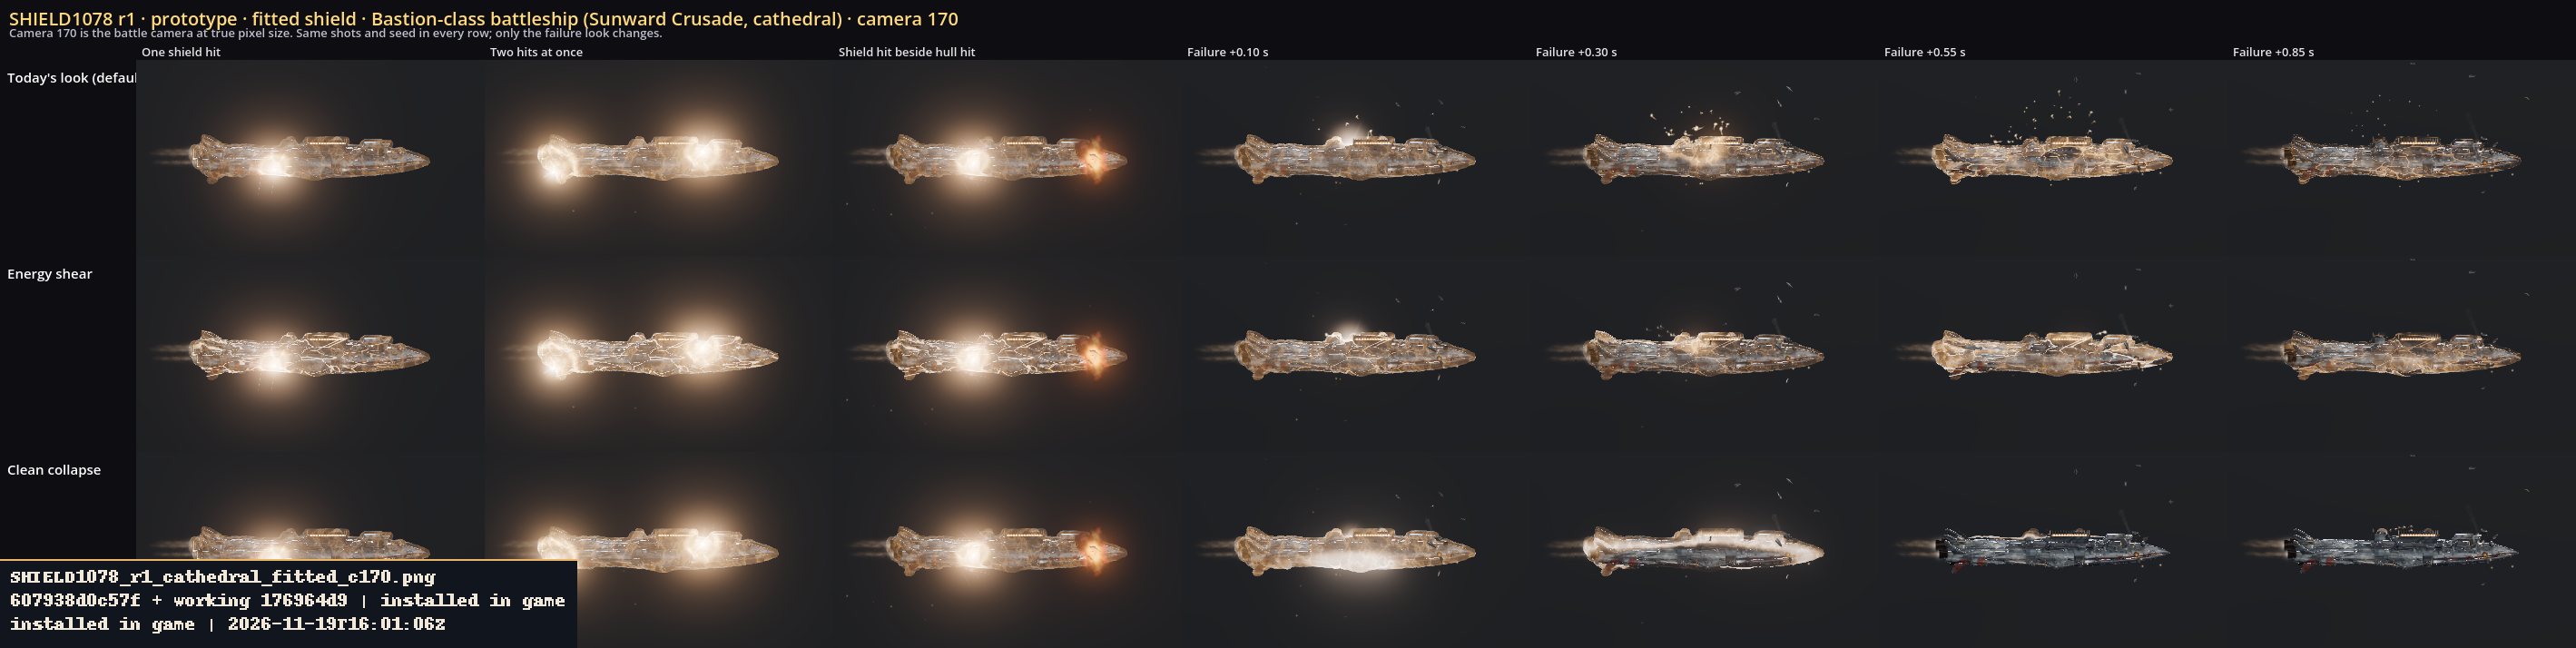 SHIELD1078 r1 · prototype · fitted shield · Bastion-class battleship (Sunward Crusade, cathedral) · camera 170
Camera 170 is the battle camera at true pixel size. Same shots and seed in every row; only the failure look changes.
One shield hit
Two hits at once
Shield hit beside hull hit
Failure +0.10 s
Failure +0.30 s
Failure +0.55 s
Failure +0.85 s
Today's look (defaul
Energy shear
Clean collapse
SHIELD1078_r1_cathedral_fitted_c170.png
607938d0c57f + working 176964d9 | installed in game
installed in game | 2026-11-19T16:01:06Z